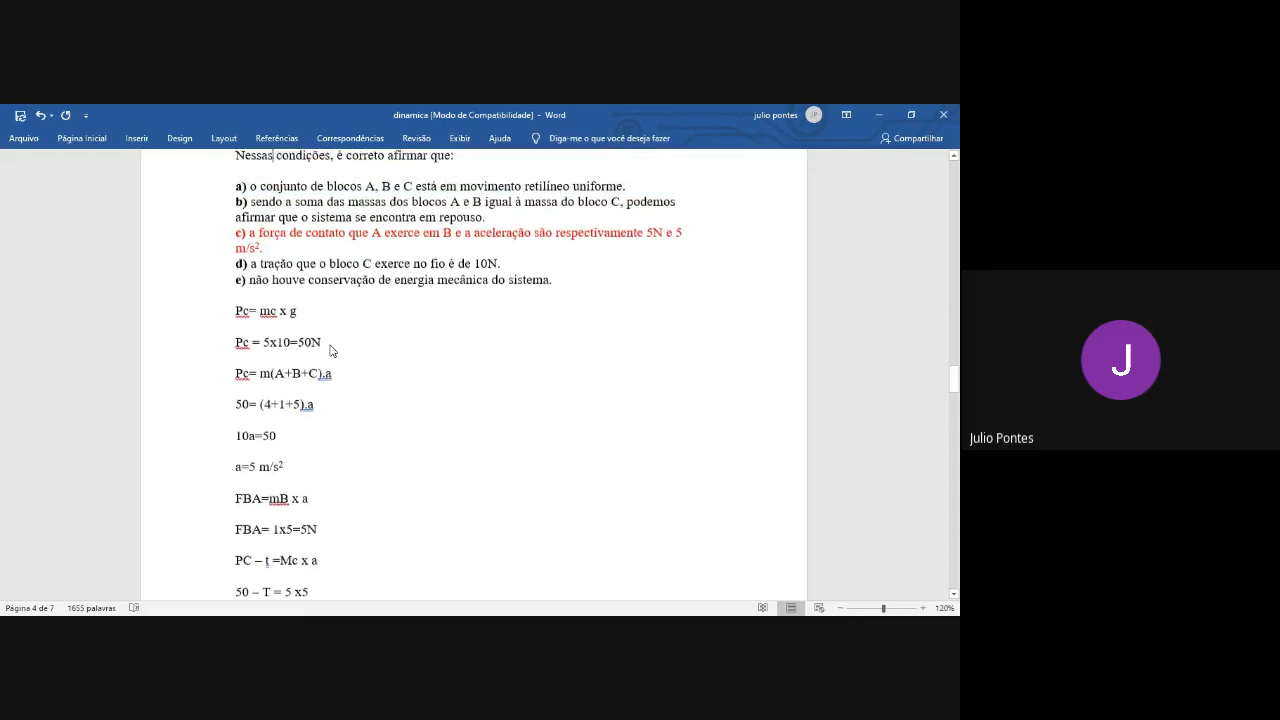 dinamica [Modo de Compatibilidade] - Word
julio pontes
JP
Arquivo Página Inicial Inserir Design Layout Referências Correspondências Revisão Exibir Ajuda Diga-me o que você deseja fazer Compartilhar
Nessas condições, é correto afirmar que:
a) o conjunto de blocos A, B e C está em movimento retilíneo uniforme.
b) sendo a soma das massas dos blocos A e B igual à massa do bloco C, podemos
afirmar que o sistema se encontra em repouso.
c) a força de contato que A exerce em B e a aceleração são respectivamente 5N e 5
m/s².
d) a tração que o bloco C exerce no fio é de 10N.
e) não houve conservação de energia mecânica do sistema.
Pc= mc x g
Pc = 5x10=50N
Pc= m(A+B+C).a
50= (4+1+5).a
10a=50
a=5 m/s²
FBA=mB x a
FBA= 1x5=5N
PC – t =Mc x a
50 – T = 5 x5
Página 4 de 7 1655 palavras 120%
J
Julio Pontes